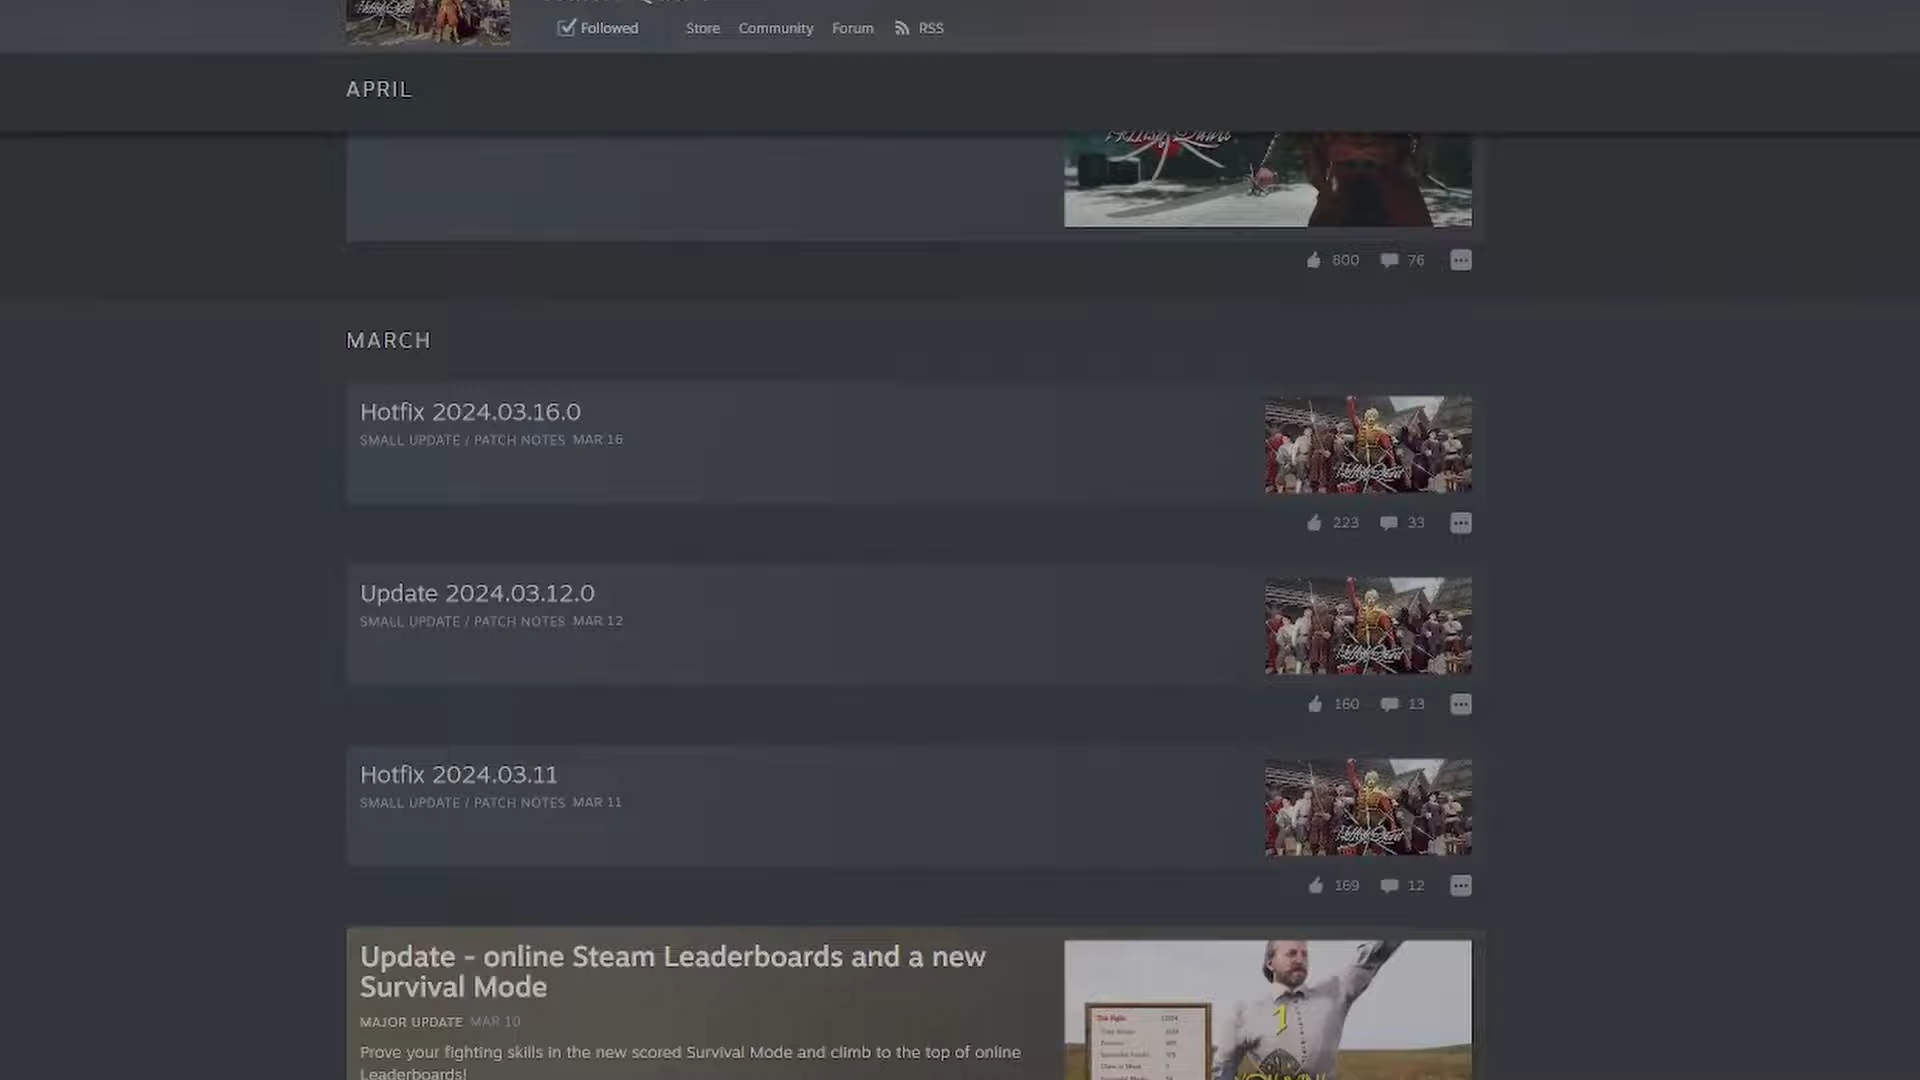 Followed
Store
Community
Forum
RSS
APRIL
800
76
MARCH
Hotfix 2024.03.16.0
SMALL UPDATE / PATCH NOTES MAR 16
223
33
Update 2024.03.12.0
SMALL UPDATE / PATCH NOTES MAR 12
160
13
Hotfix 2024.03.11
SMALL UPDATE / PATCH NOTES MAR 11
169
12
Update - online Steam Leaderboards and a new
Survival Mode
MAJOR UPDATE MAR 10
Prove your fighting skills in the new scored Survival Mode and climb to the top of online
Leaderboards!